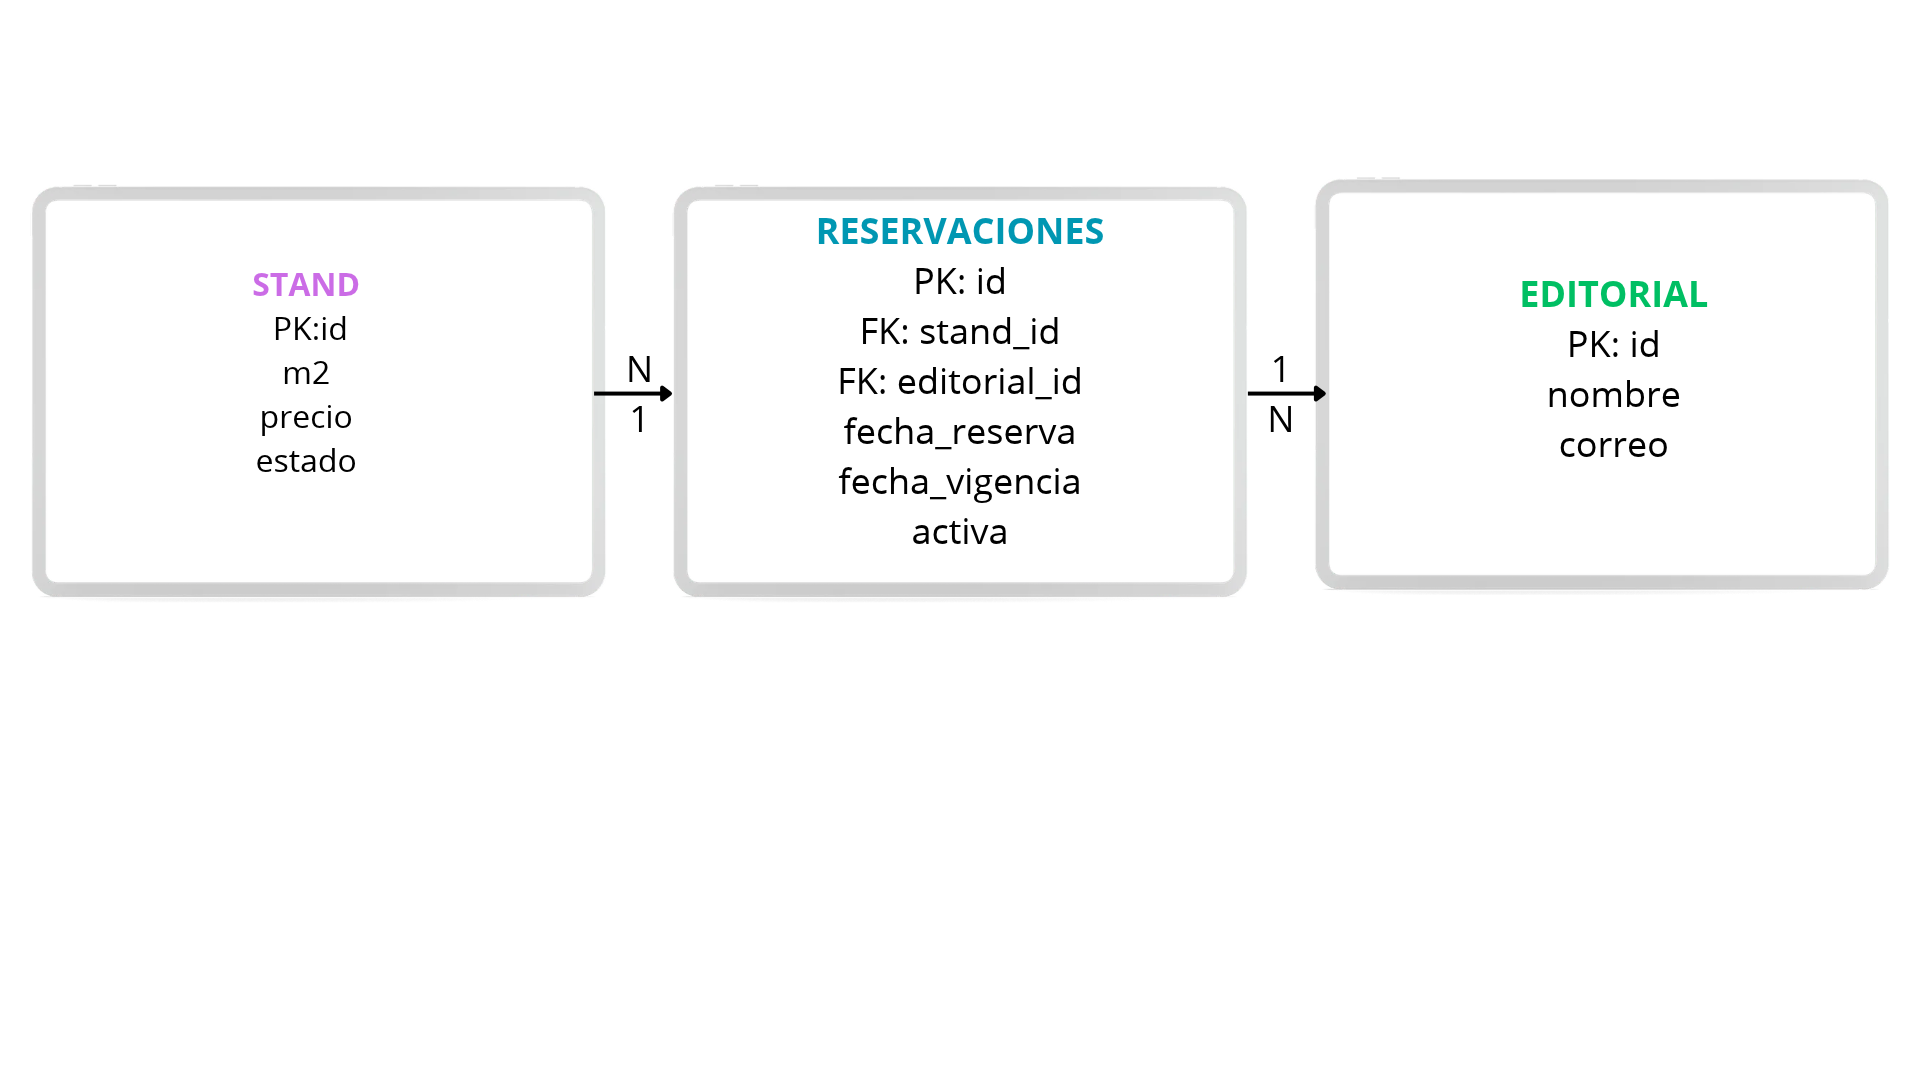 STAND
PK:id
m2
precio
estado
N
1
RESERVACIONES
PK: id
FK: stand_id
FK: editorial_id
fecha_reserva
fecha_vigencia
activa
1
N
EDITORIAL
PK: id
nombre
correo